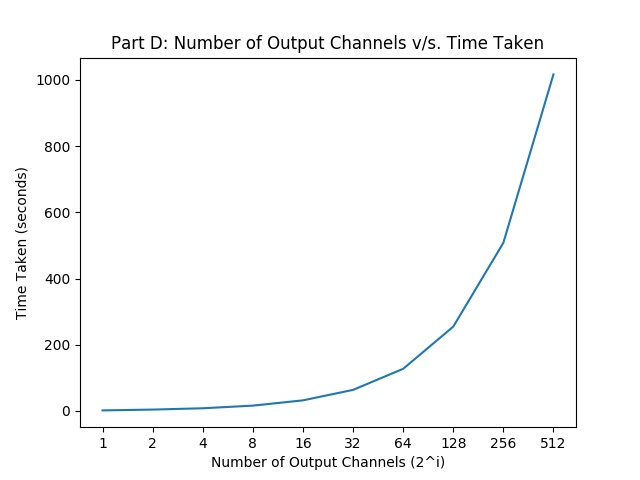 Part D: Number of Output Channels v/s. Time Taken
1000
800
600
400
200
0
Time Taken (seconds)
1 2 4 8 16 32 64 128 256 512
Number of Output Channels (2^i)